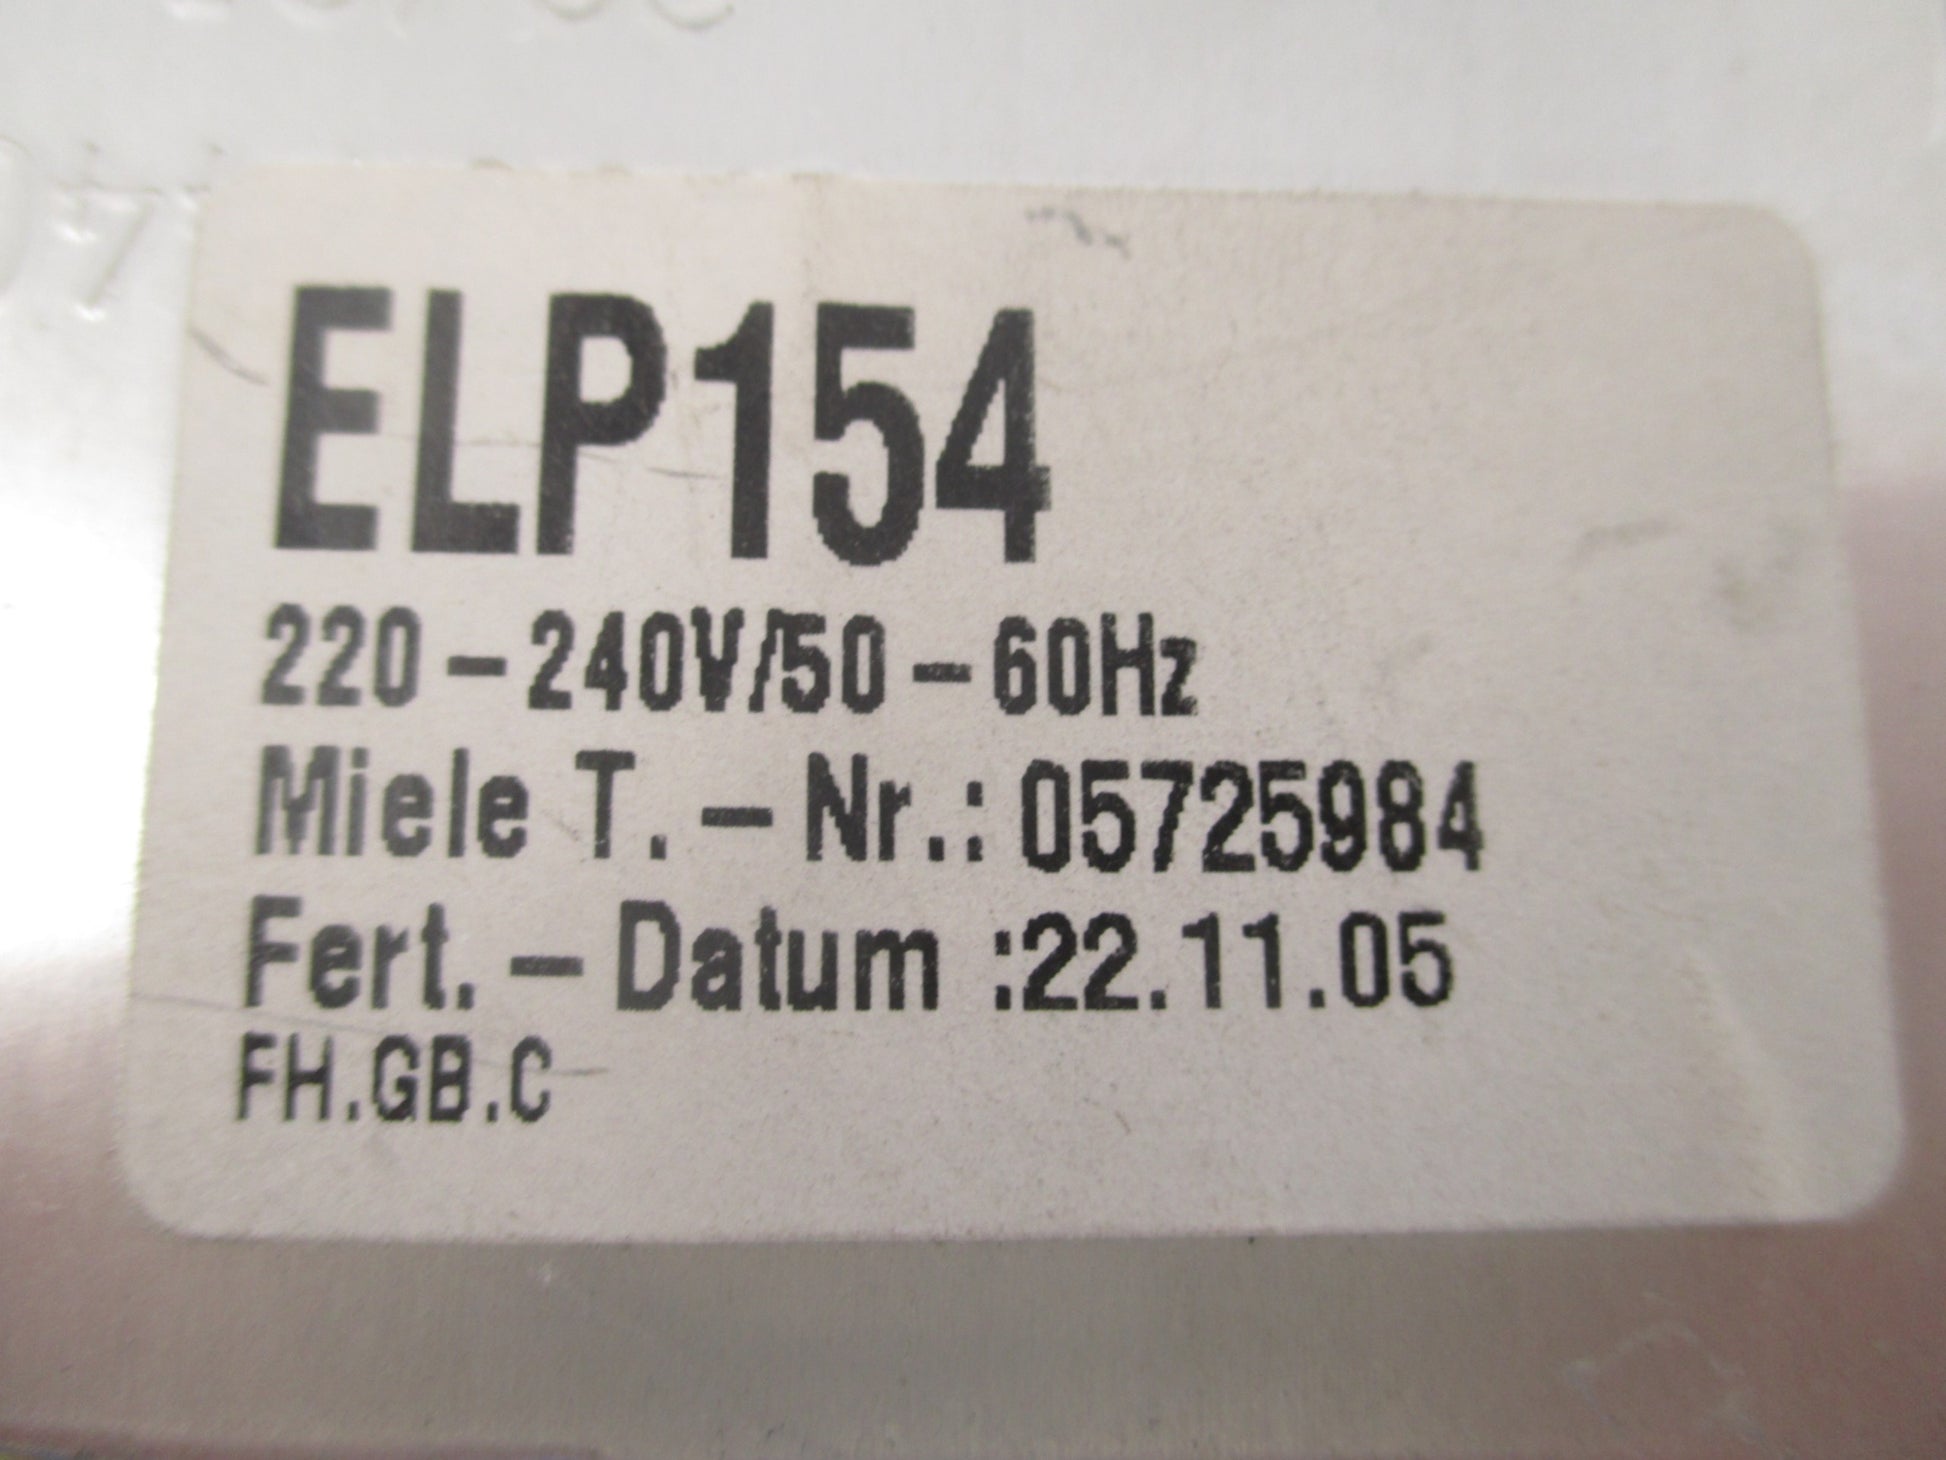 ELP154
220-240V/50-60Hz
Miele T.-Nr.: 05725984
Fert.-Datum :22.11.05
FH.GB.C